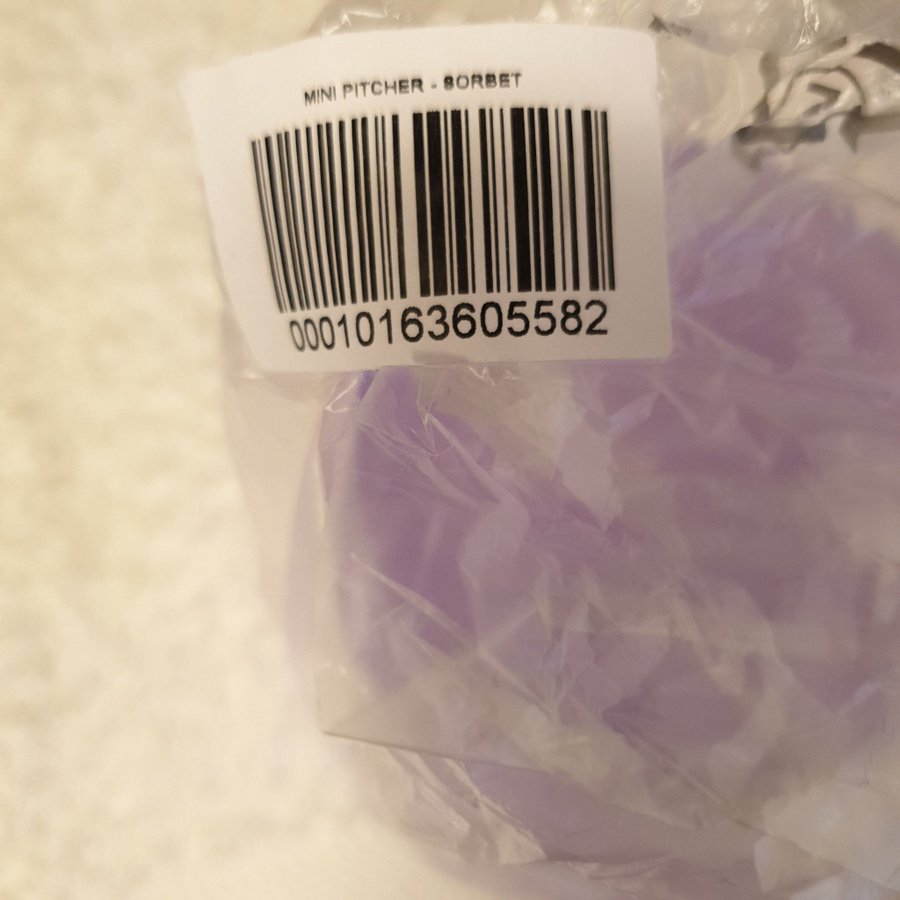 MINI PITCHER - SORBET
00010163605582